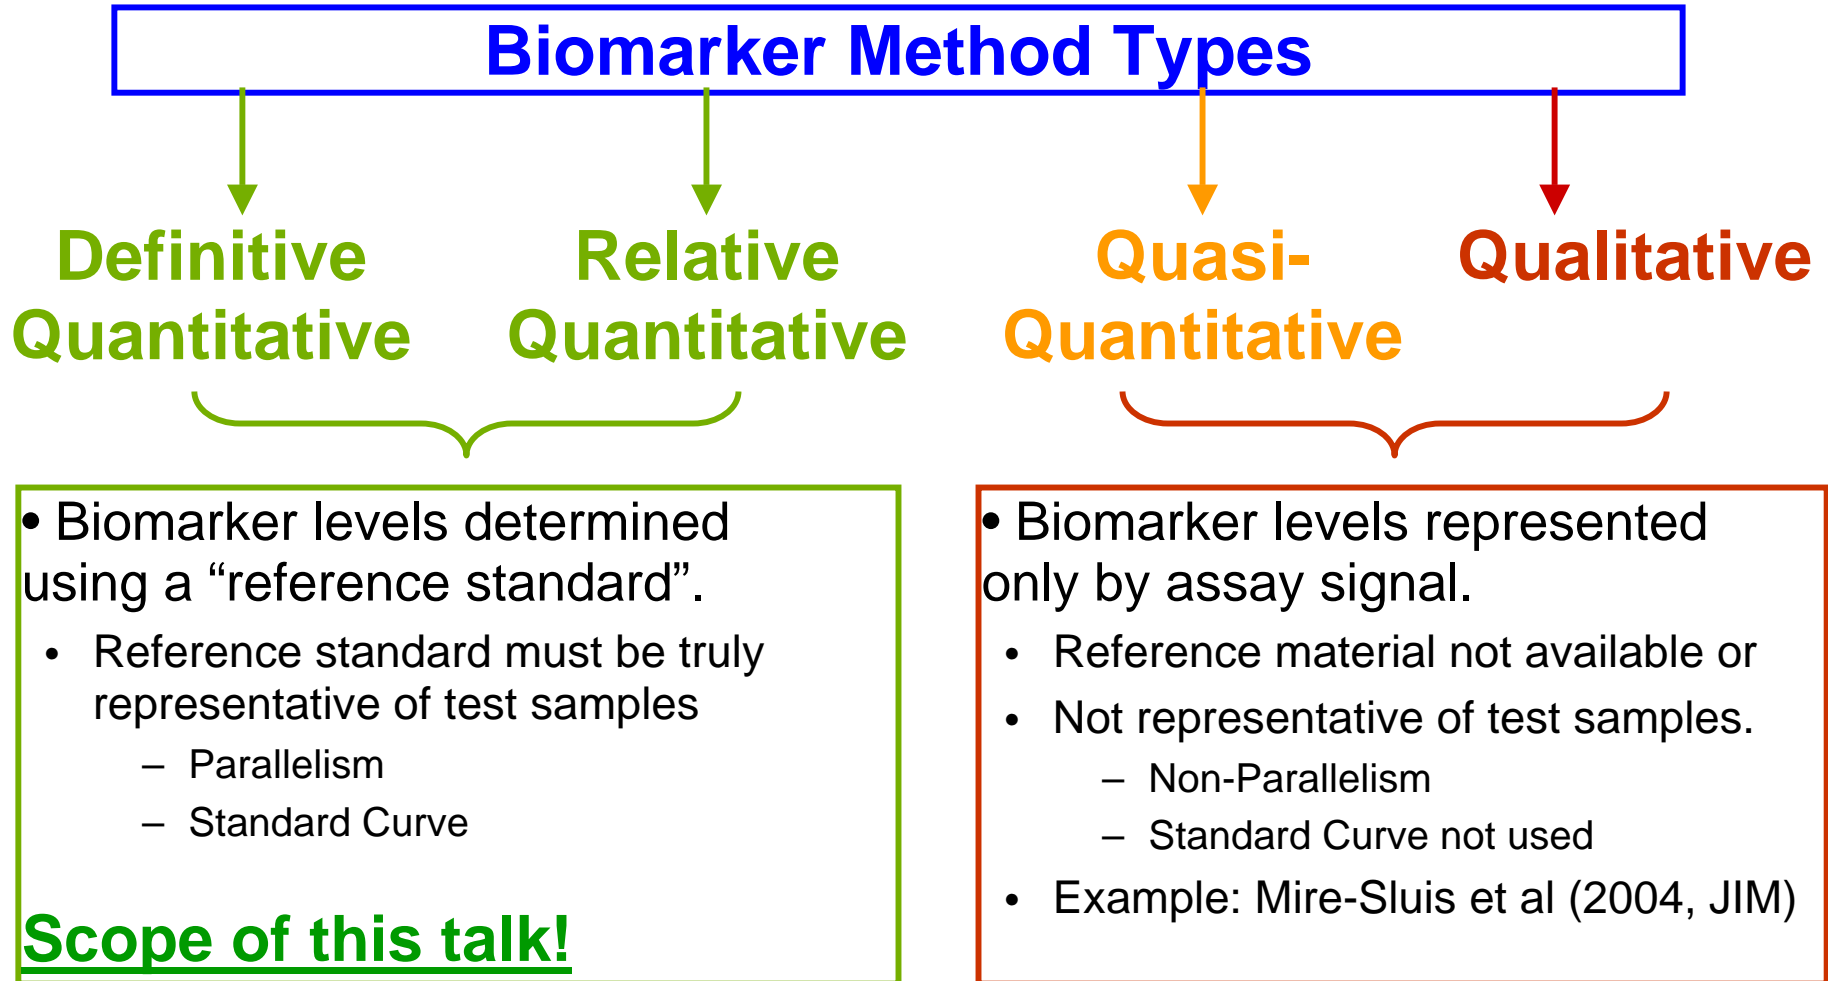 Biomarker Method Types
Definitive
Quantitative
Relative
Quantitative
Quasi-
Quantitative
Qualitative
• Biomarker levels determined
using a “reference standard”.
• Reference standard must be truly
representative of test samples
– Parallelism
– Standard Curve
Scope of this talk!
• Biomarker levels represented
only by assay signal.
• Reference material not available or
• Not representative of test samples.
– Non-Parallelism
– Standard Curve not used
• Example: Mire-Sluis et al (2004, JIM)